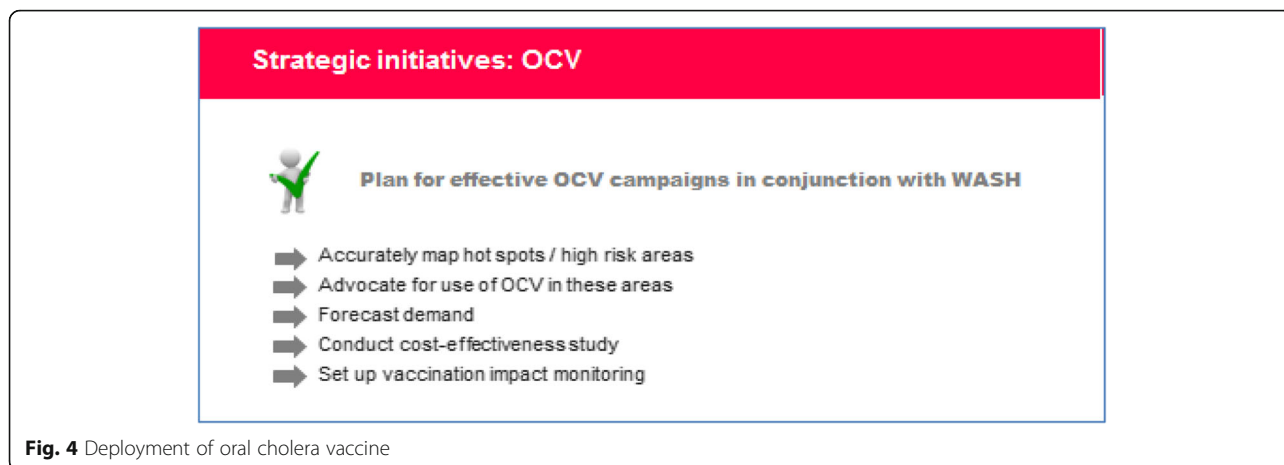 Strategic initiatives: OCV
Plan for effective OCV campaigns in conjunction with WASH
Accurately map hot spots / high risk areas
Advocate for use of OCV in these areas
Forecast demand
Conduct cost-effectiveness study
Set up vaccination impact monitoring
Fig. 4 Deployment of oral cholera vaccine